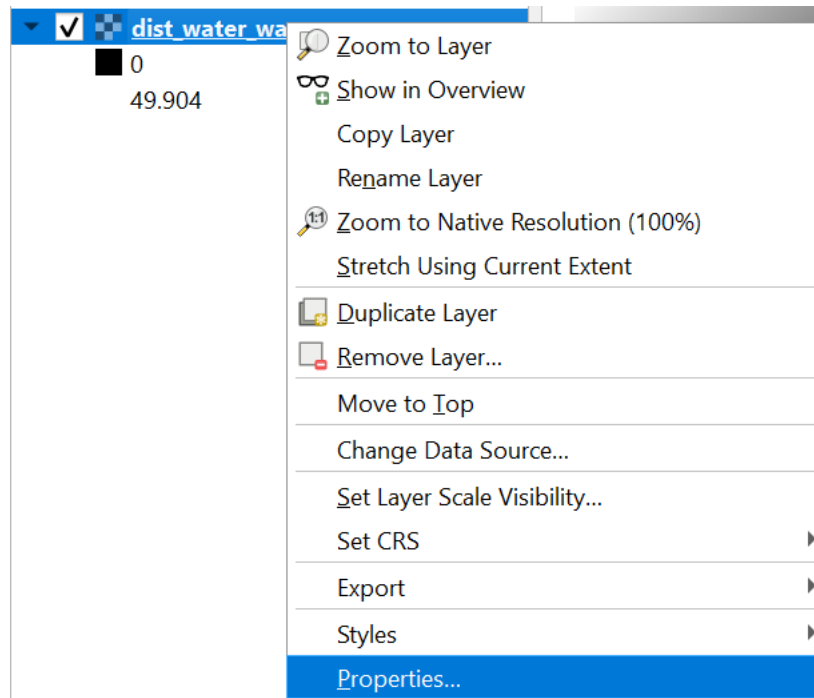 dist_water_wa
0
49.904
Zoom to Layer
Show in Overview
Copy Layer
Rename Layer
1:1
Zoom to Native Resolution (100%)
Stretch Using Current Extent
Duplicate Layer
Remove Layer...
Move to Top
Change Data Source...
Set Layer Scale Visibility...
Set CRS
Export
Styles
Properties...